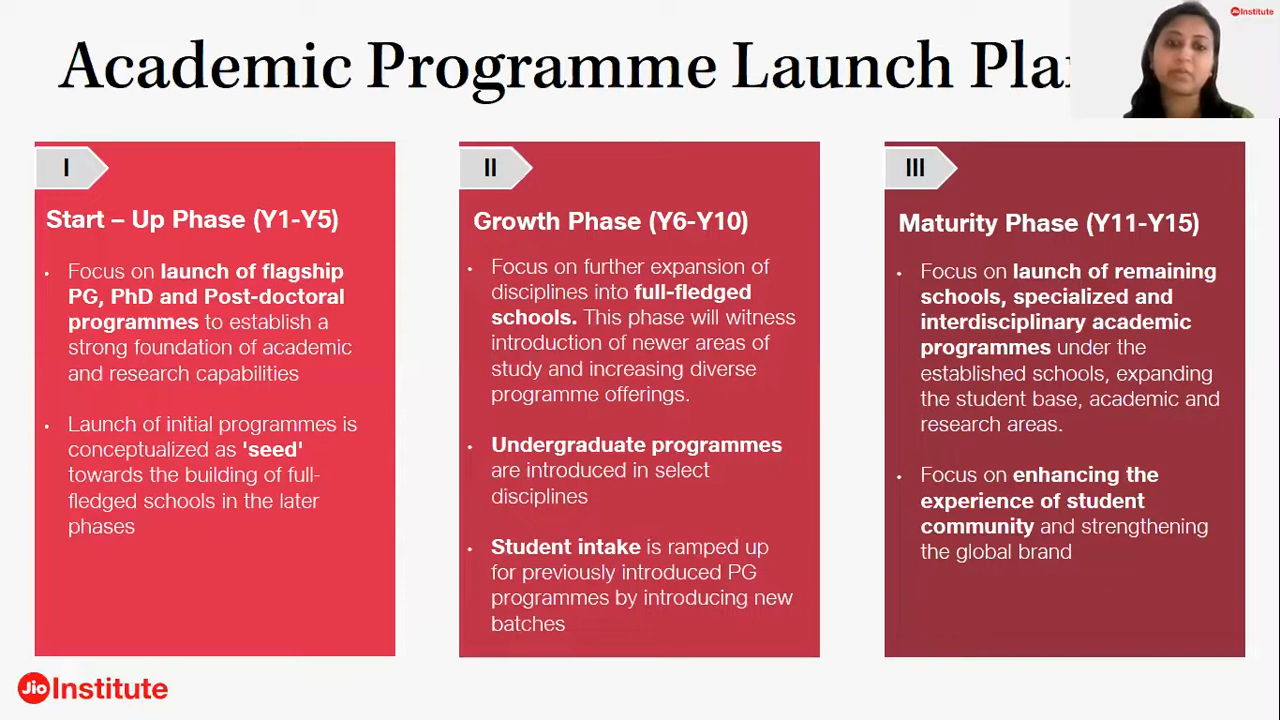 Jio Institute
Academic Programme Launch Pla
I
Start – Up Phase (Y1-Y5)
• Focus on launch of flagship
PG, PhD and Post-doctoral
programmes to establish a
strong foundation of academic
and research capabilities
• Launch of initial programmes is
conceptualized as 'seed'
towards the building of full-
fledged schools in the later
phases
II
Growth Phase (Y6-Y10)
• Focus on further expansion of
disciplines into full-fledged
schools. This phase will witness
introduction of newer areas of
study and increasing diverse
programme offerings.
• Undergraduate programmes
are introduced in select
disciplines
• Student intake is ramped up
for previously introduced PG
programmes by introducing new
batches
III
Maturity Phase (Y11-Y15)
• Focus on launch of remaining
schools, specialized and
interdisciplinary academic
programmes under the
established schools, expanding
the student base, academic and
research areas.
• Focus on enhancing the
experience of student
community and strengthening
the global brand
Jio Institute